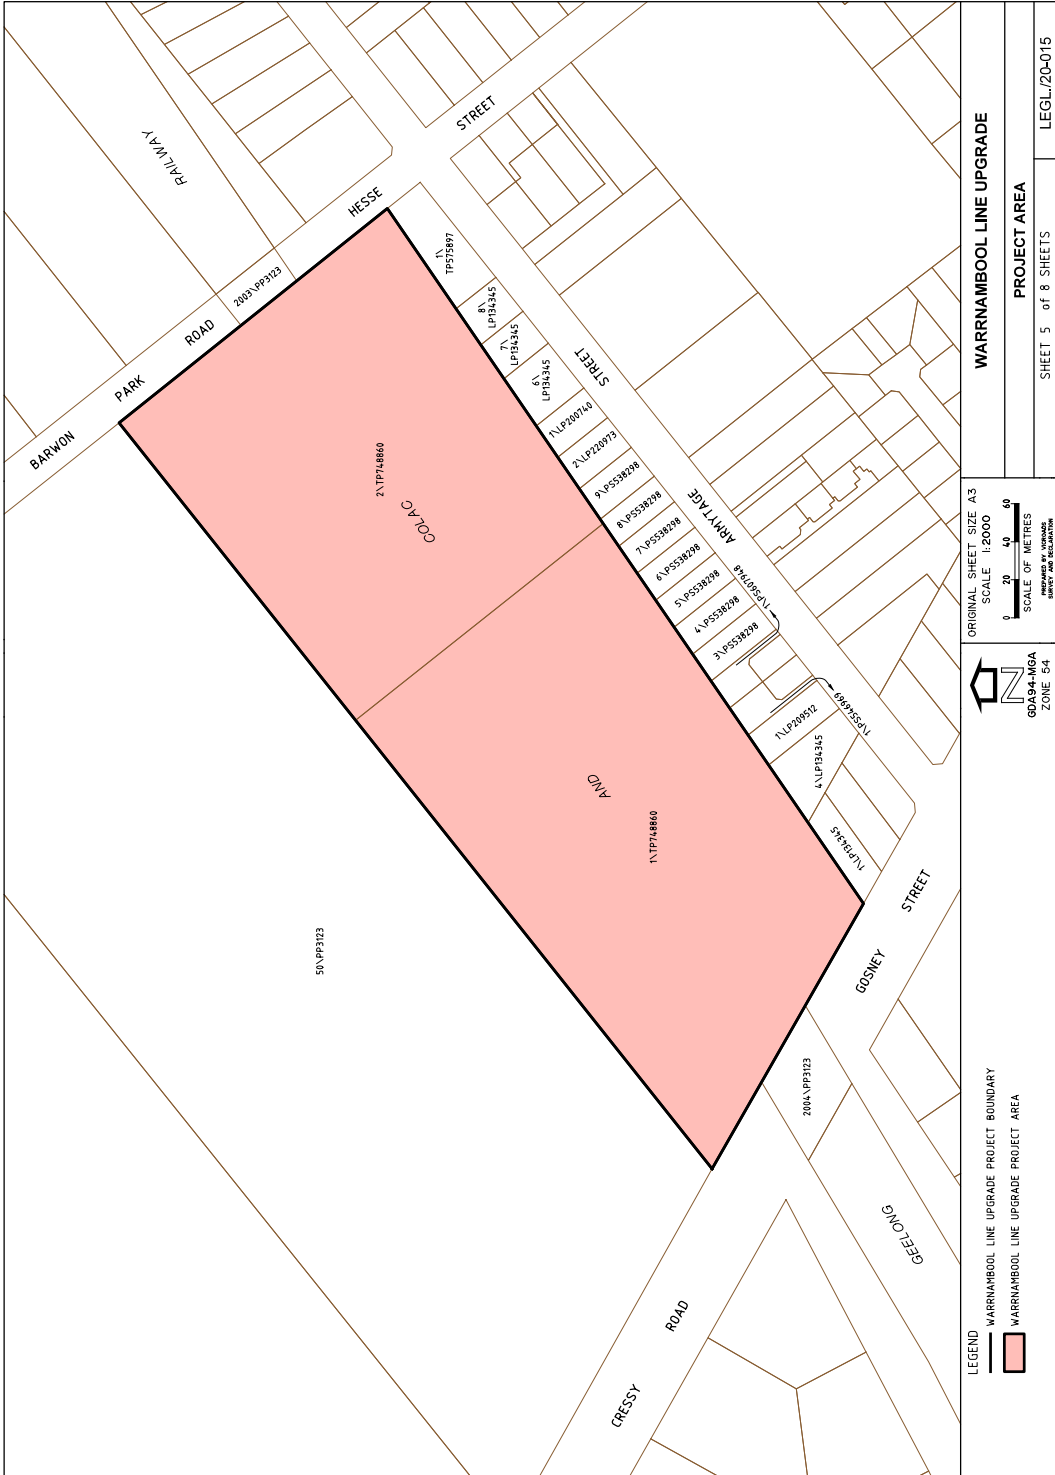 RAILWAY
STREET
HESSE
2003\PP3123
ROAD
PARK
BARWON
1\
TP575897
8\
LP134345
7\
LP134345
6\
LP134345
STREET
1\LP200740
2\LP220973
9\PS538298
8\PS538298
7\PS538298
6\PS538298
5\PS538298
4\PS538298
3\PS538298
ARMYTAGE
1\PS607948
2\TP748860
COLAC
AND
1\TP748860
1\LP209512
1\PS546969
4\LP134345
1\LP134345
50\PP3123
STREET
GOSNEY
2004\PP3123
GEELONG
ROAD
CRESSY
LEGEND
WARRNAMBOOL LINE UPGRADE PROJECT BOUNDARY
WARRNAMBOOL LINE UPGRADE PROJECT AREA
N
GDA94-MGA
ZONE 54
ORIGINAL SHEET SIZE A3
SCALE 1:2000
0 20 40 60
SCALE OF METRES
PREPARED BY VICROADS
SURVEY AND DECLARATION
WARRNAMBOOL LINE UPGRADE
PROJECT AREA
SHEET 5 of 8 SHEETS
LEGL./20-015